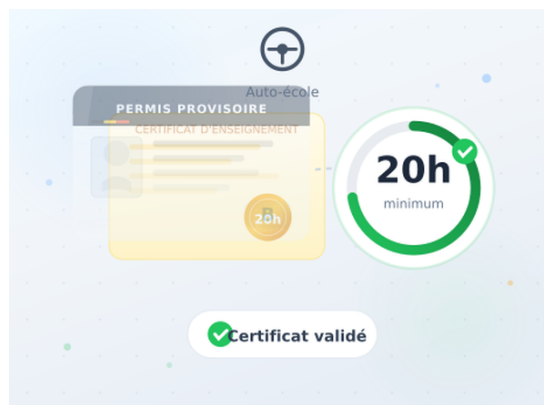 Auto-école
PERMIS PROVISOIRE
CERTIFICAT D'ENSEIGNEMENT
20h
minimum
20h
Certificat validé